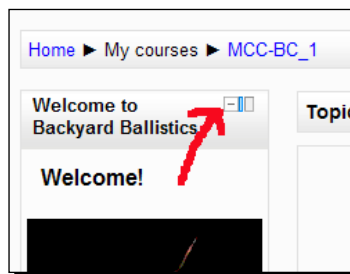 Home ► My courses ► MCC-BC_1
Welcome to
Backyard Ballistics
Topi
Welcome!